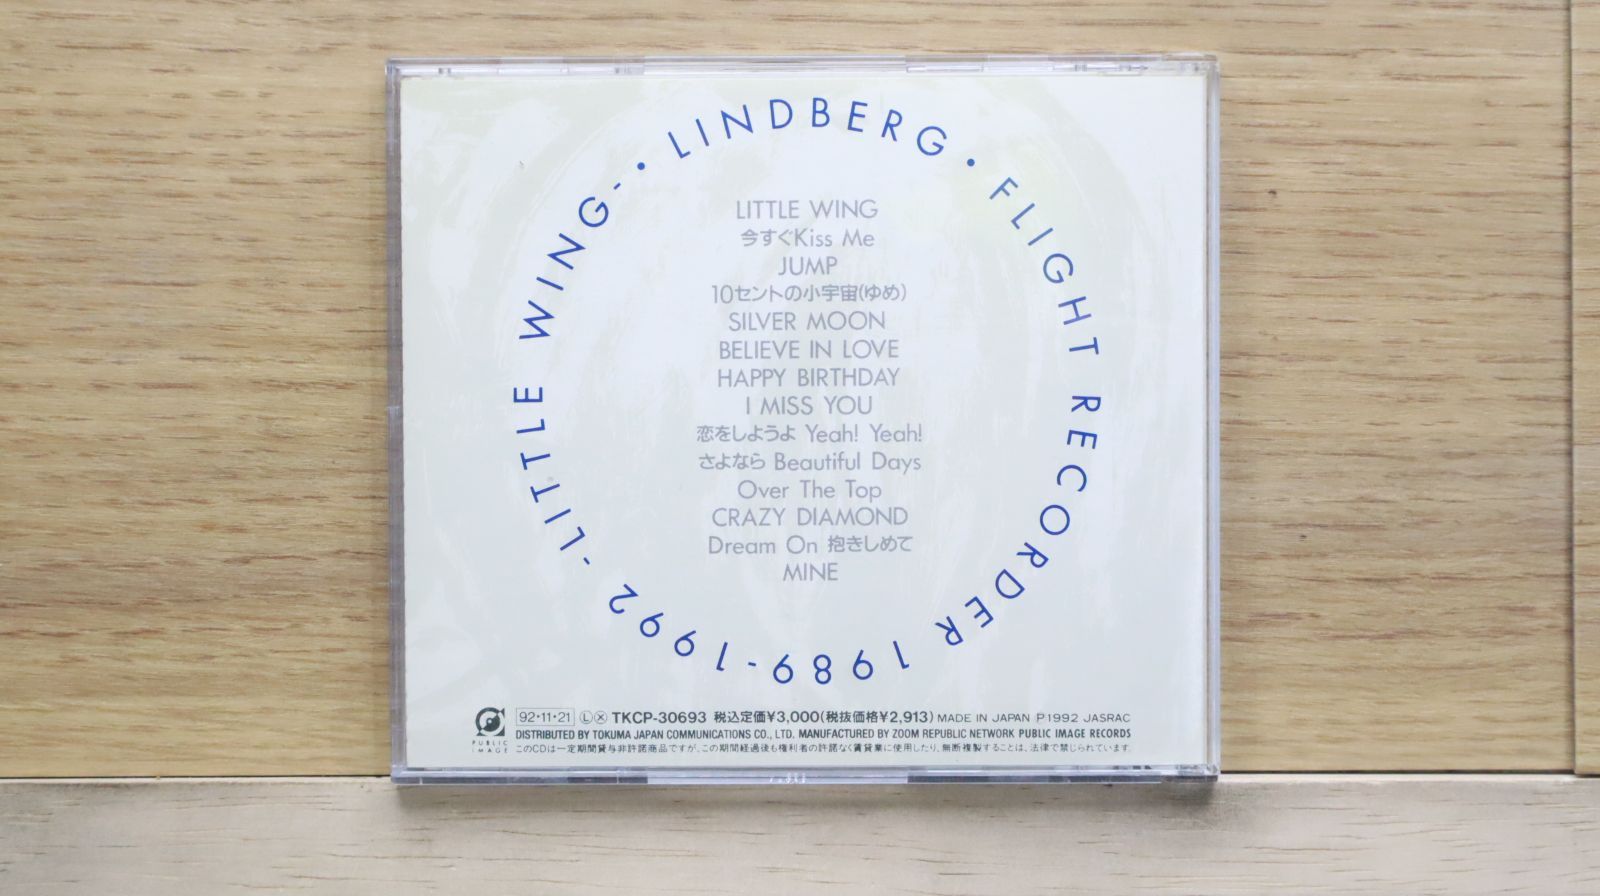 • LINDBERG • FLIGHT RECORDER 1989-1992 -LITTLE WING-
LITTLE WING
今すぐKiss Me
JUMP
10セントの小宇宙(ゆめ)
SILVER MOON
BELIEVE IN LOVE
HAPPY BIRTHDAY
I MISS YOU
恋をしようよ Yeah! Yeah!
さよなら Beautiful Days
Over The Top
CRAZY DIAMOND
Dream On 抱きしめて
MINE
PUBLIC
IMAGE
92・11・21 Ⓛ Ⓧ TKCP-30693 税込定価¥3,000(税抜価格¥2,913) MADE IN JAPAN P1992 JASRAC
DISTRIBUTED BY TOKUMA JAPAN COMMUNICATIONS CO., LTD. MANUFACTURED BY ZOOM REPUBLIC NETWORK PUBLIC IMAGE RECORDS
このCDは一定期間貸与非許諾商品ですが、この期間経過後も権利者の許諾なく賃貸業に使用したり、無断複製することは、法律で禁じられています。